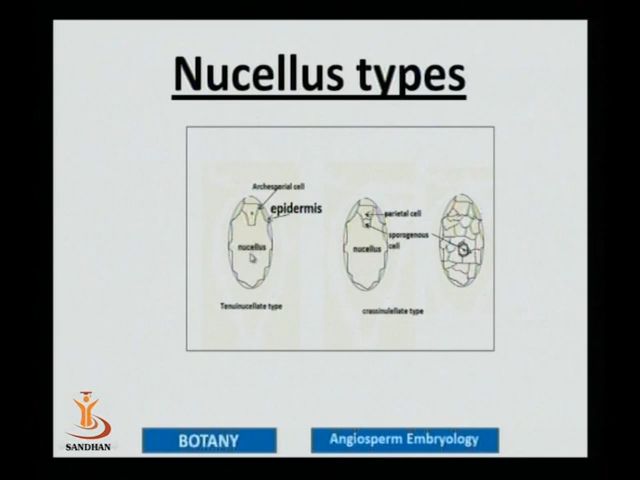 Nucellus types
Archesporial cell
epidermis
nucellus
Tenuinucellate type
parietal cell
sporogenous
cell
nucellus
crassinulellate type
SANDHAN
BOTANY
Angiosperm Embryology